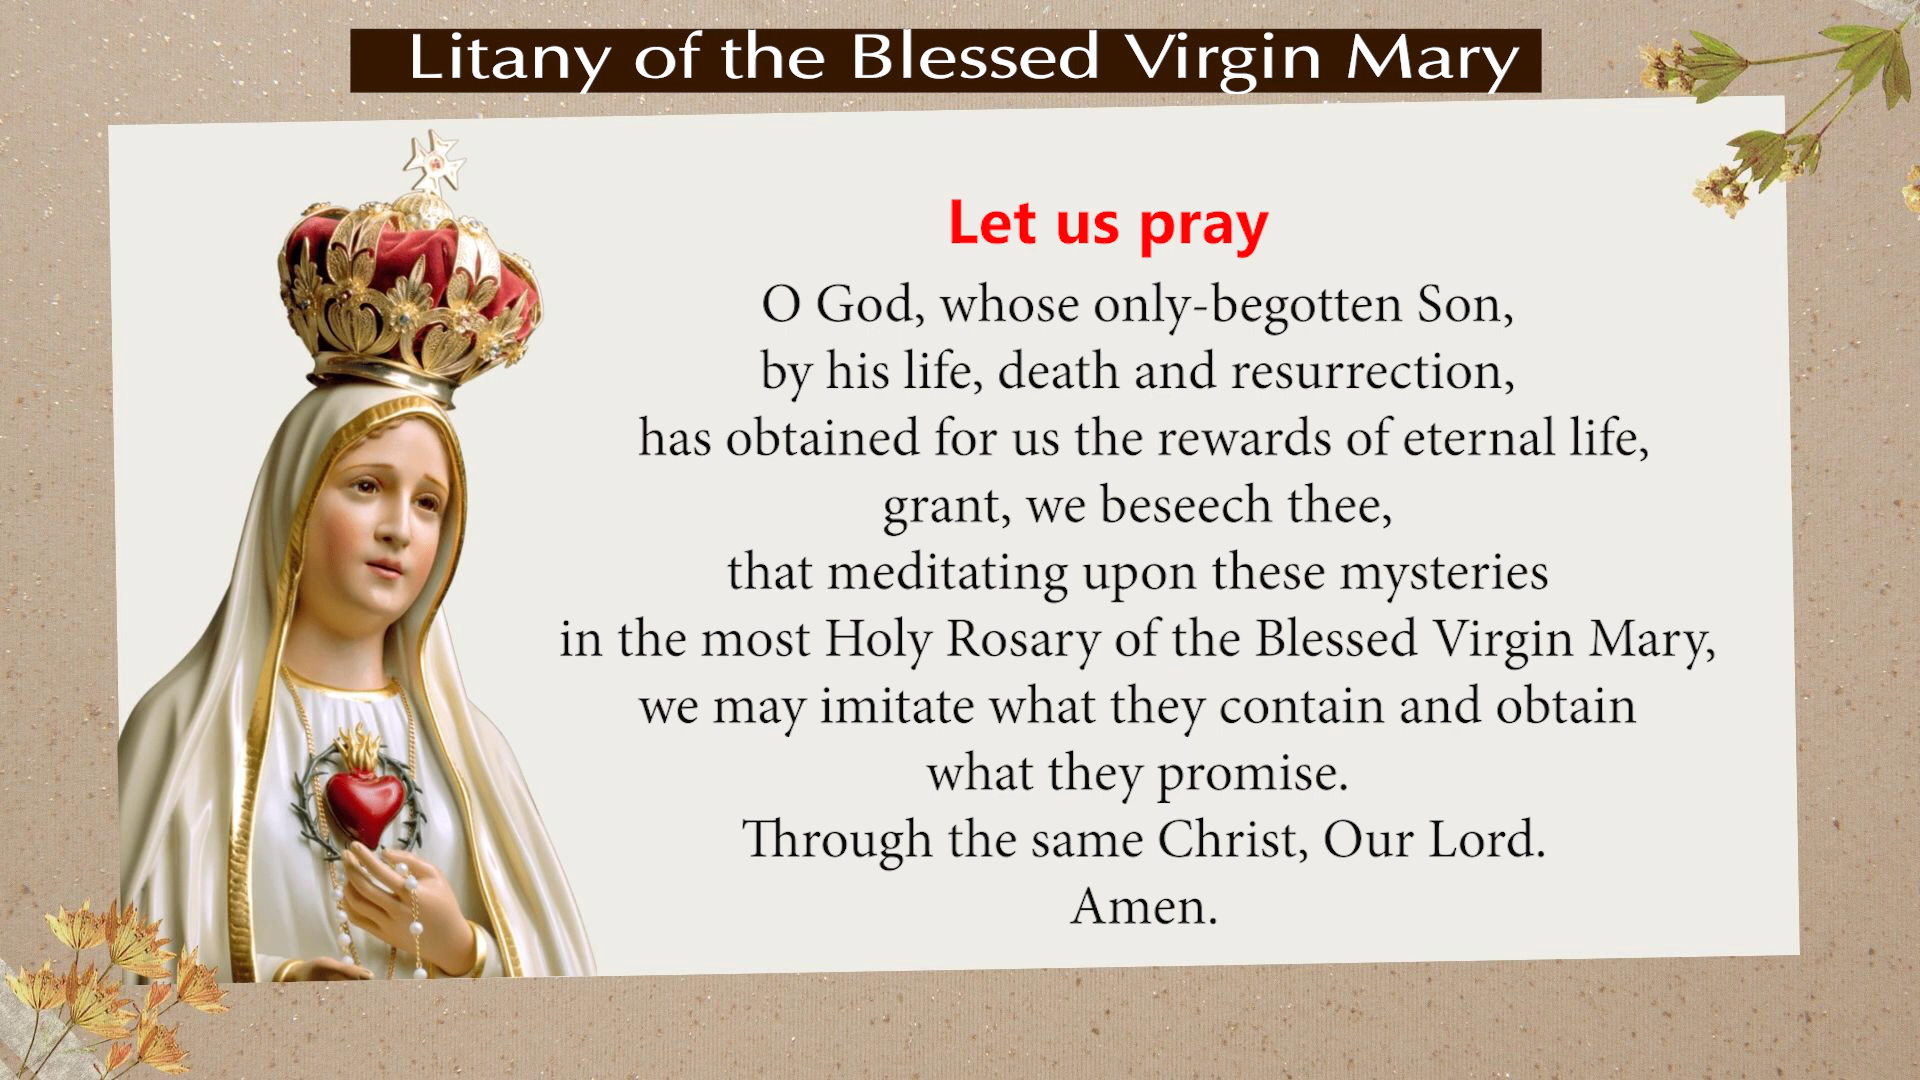 Litany of the Blessed Virgin Mary
Let us pray
O God, whose only-begotten Son,
by his life, death and resurrection,
has obtained for us the rewards of eternal life,
grant, we beseech thee,
that meditating upon these mysteries
in the most Holy Rosary of the Blessed Virgin Mary,
we may imitate what they contain and obtain
what they promise.
Through the same Christ, Our Lord.
Amen.